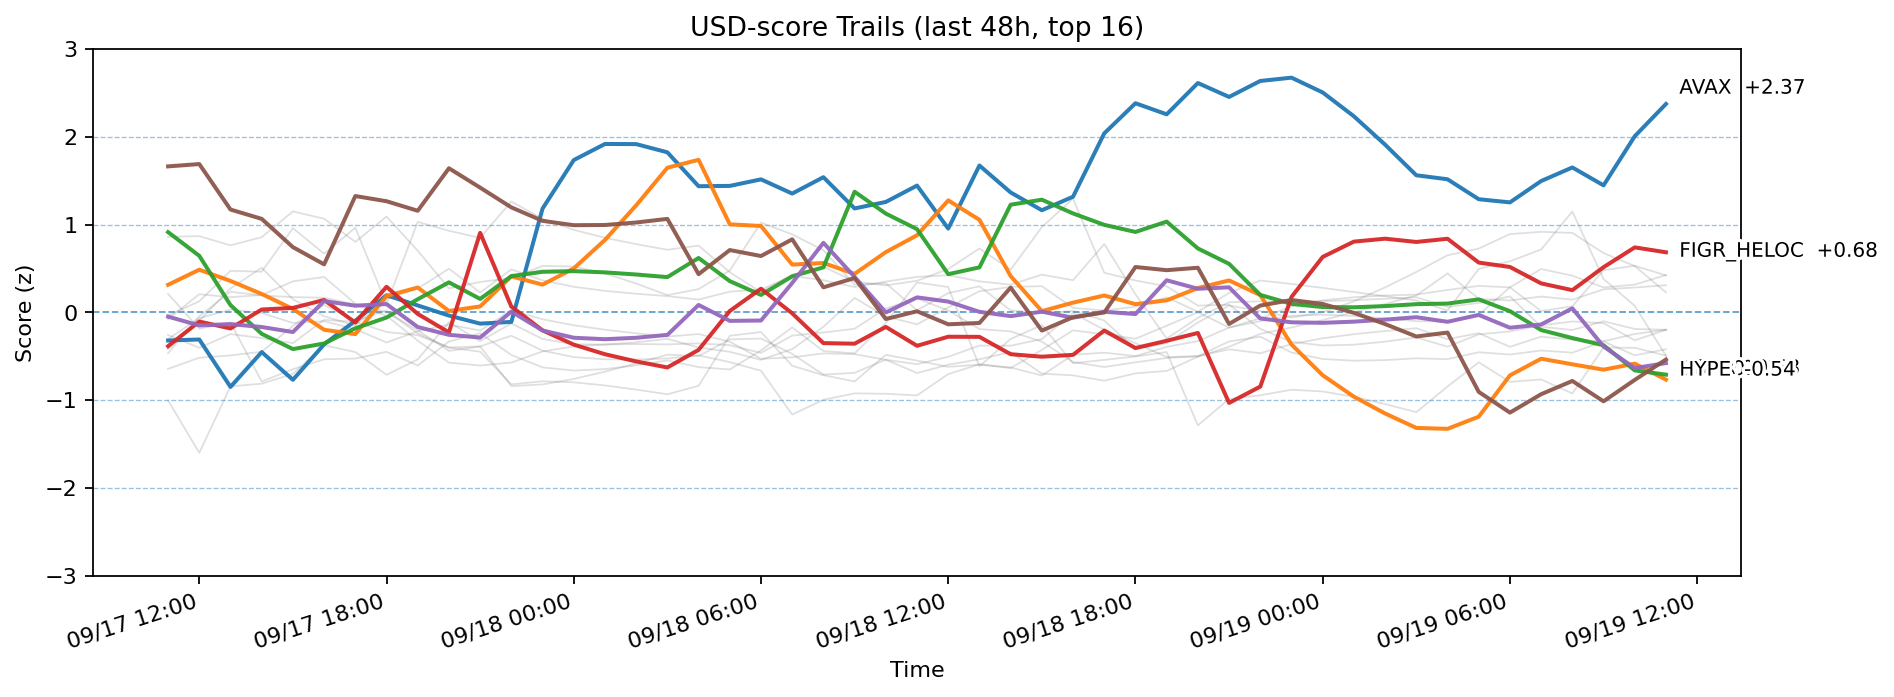 USD-score Trails (last 48h, top 16)
3
2
1
0
−1
−2
−3
Score (z)
AVAX +2.37
FIGR_HELOC +0.68
HYPE -0.54
09/17 12:00
09/17 18:00
09/18 00:00
09/18 06:00
09/18 12:00
09/18 18:00
09/19 00:00
09/19 06:00
09/19 12:00
Time